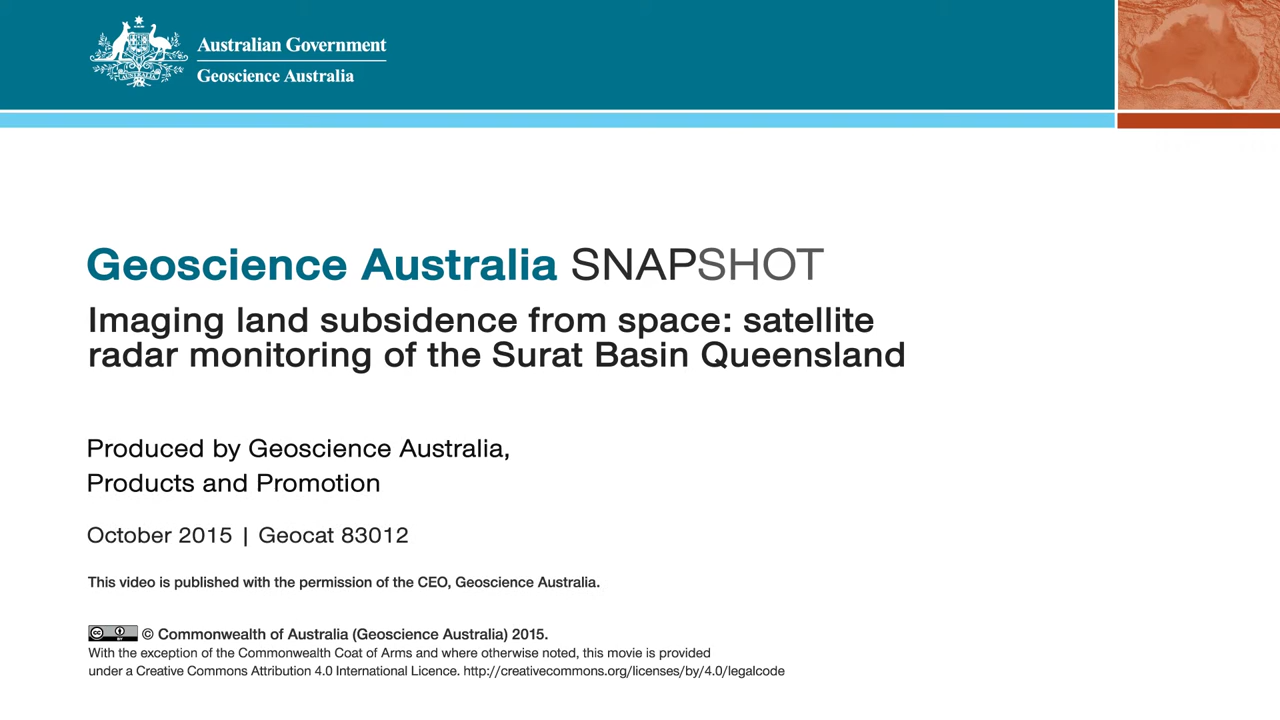 Australian Government
Geoscience Australia
Geoscience Australia SNAPSHOT
Imaging land subsidence from space: satellite
radar monitoring of the Surat Basin Queensland
Produced by Geoscience Australia,
Products and Promotion
October 2015 | Geocat 83012
This video is published with the permission of the CEO, Geoscience Australia.
© Commonwealth of Australia (Geoscience Australia) 2015.
With the exception of the Commonwealth Coat of Arms and where otherwise noted, this movie is provided
under a Creative Commons Attribution 4.0 International Licence. http://creativecommons.org/licenses/by/4.0/legalcode